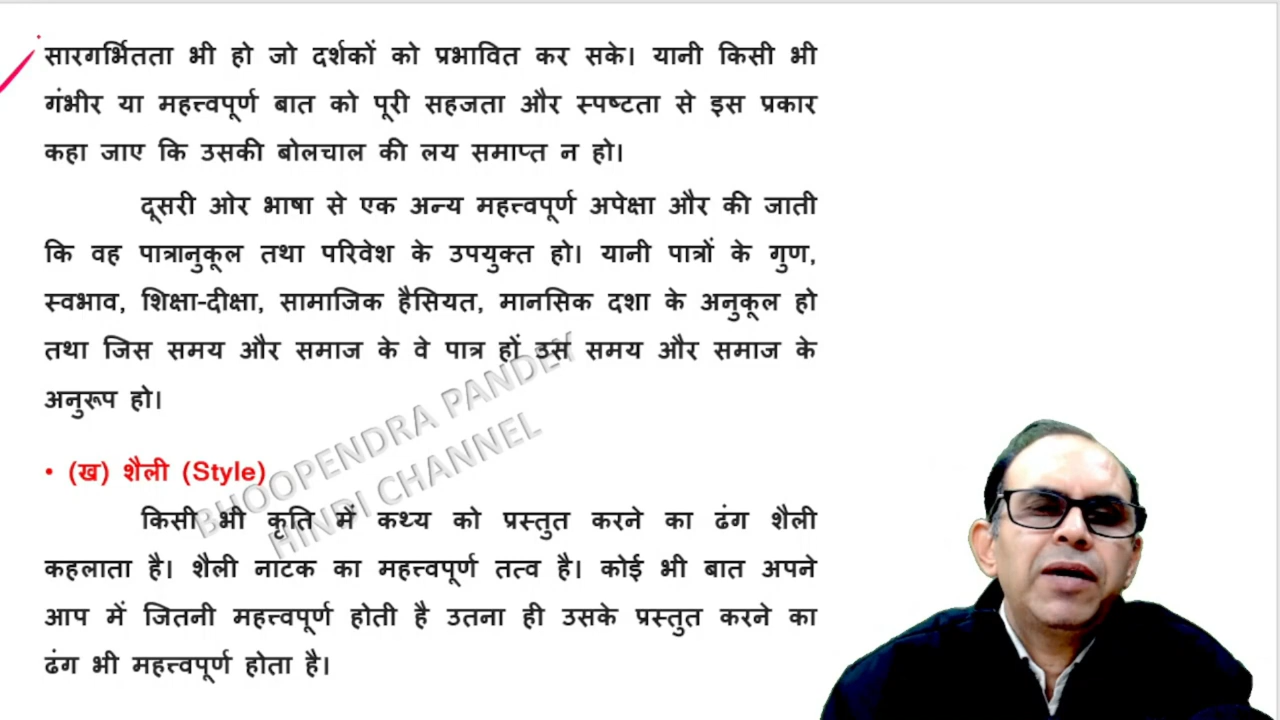 सारगर्भितता भी हो जो दर्शकों को प्रभावित कर सके। यानी किसी भी
गंभीर या महत्त्वपूर्ण बात को पूरी सहजता और स्पष्टता से इस प्रकार
कहा जाए कि उसकी बोलचाल की लय समाप्त न हो।
दूसरी ओर भाषा से एक अन्य महत्त्वपूर्ण अपेक्षा और की जाती
कि वह पात्रानुकूल तथा परिवेश के उपयुक्त हो। यानी पात्रों के गुण,
स्वभाव, शिक्षा-दीक्षा, सामाजिक हैसियत, मानसिक दशा के अनुकूल हो
तथा जिस समय और समाज के वे पात्र हों उस समय और समाज के
अनुरूप हो।
BHOOPENDRA PANDEY
HINDI CHANNEL
• (ख) शैली (Style)
किसी भी कृति में कथ्य को प्रस्तुत करने का ढंग शैली
कहलाता है। शैली नाटक का महत्त्वपूर्ण तत्व है। कोई भी बात अपने
आप में जितनी महत्त्वपूर्ण होती है उतना ही उसके प्रस्तुत करने का
ढंग भी महत्त्वपूर्ण होता है।